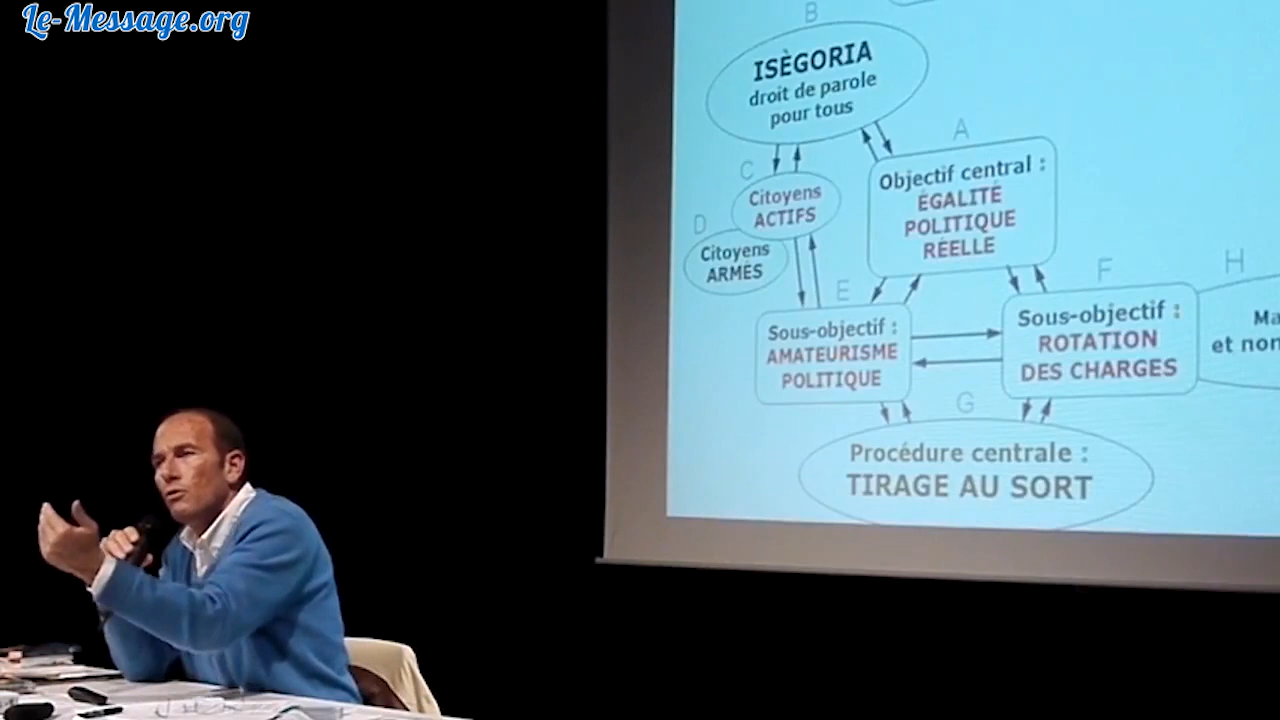 Le-Message.org
B
ISÈGORIA
droit de parole
pour tous
A
Objectif central :
ÉGALITÉ
POLITIQUE
RÉELLE
C
Citoyens
ACTIFS
D
Citoyens
ARMÉS
E
Sous-objectif :
AMATEURISME
POLITIQUE
F
Sous-objectif :
ROTATION
DES CHARGES
H
et
G
Procédure centrale :
TIRAGE AU SORT